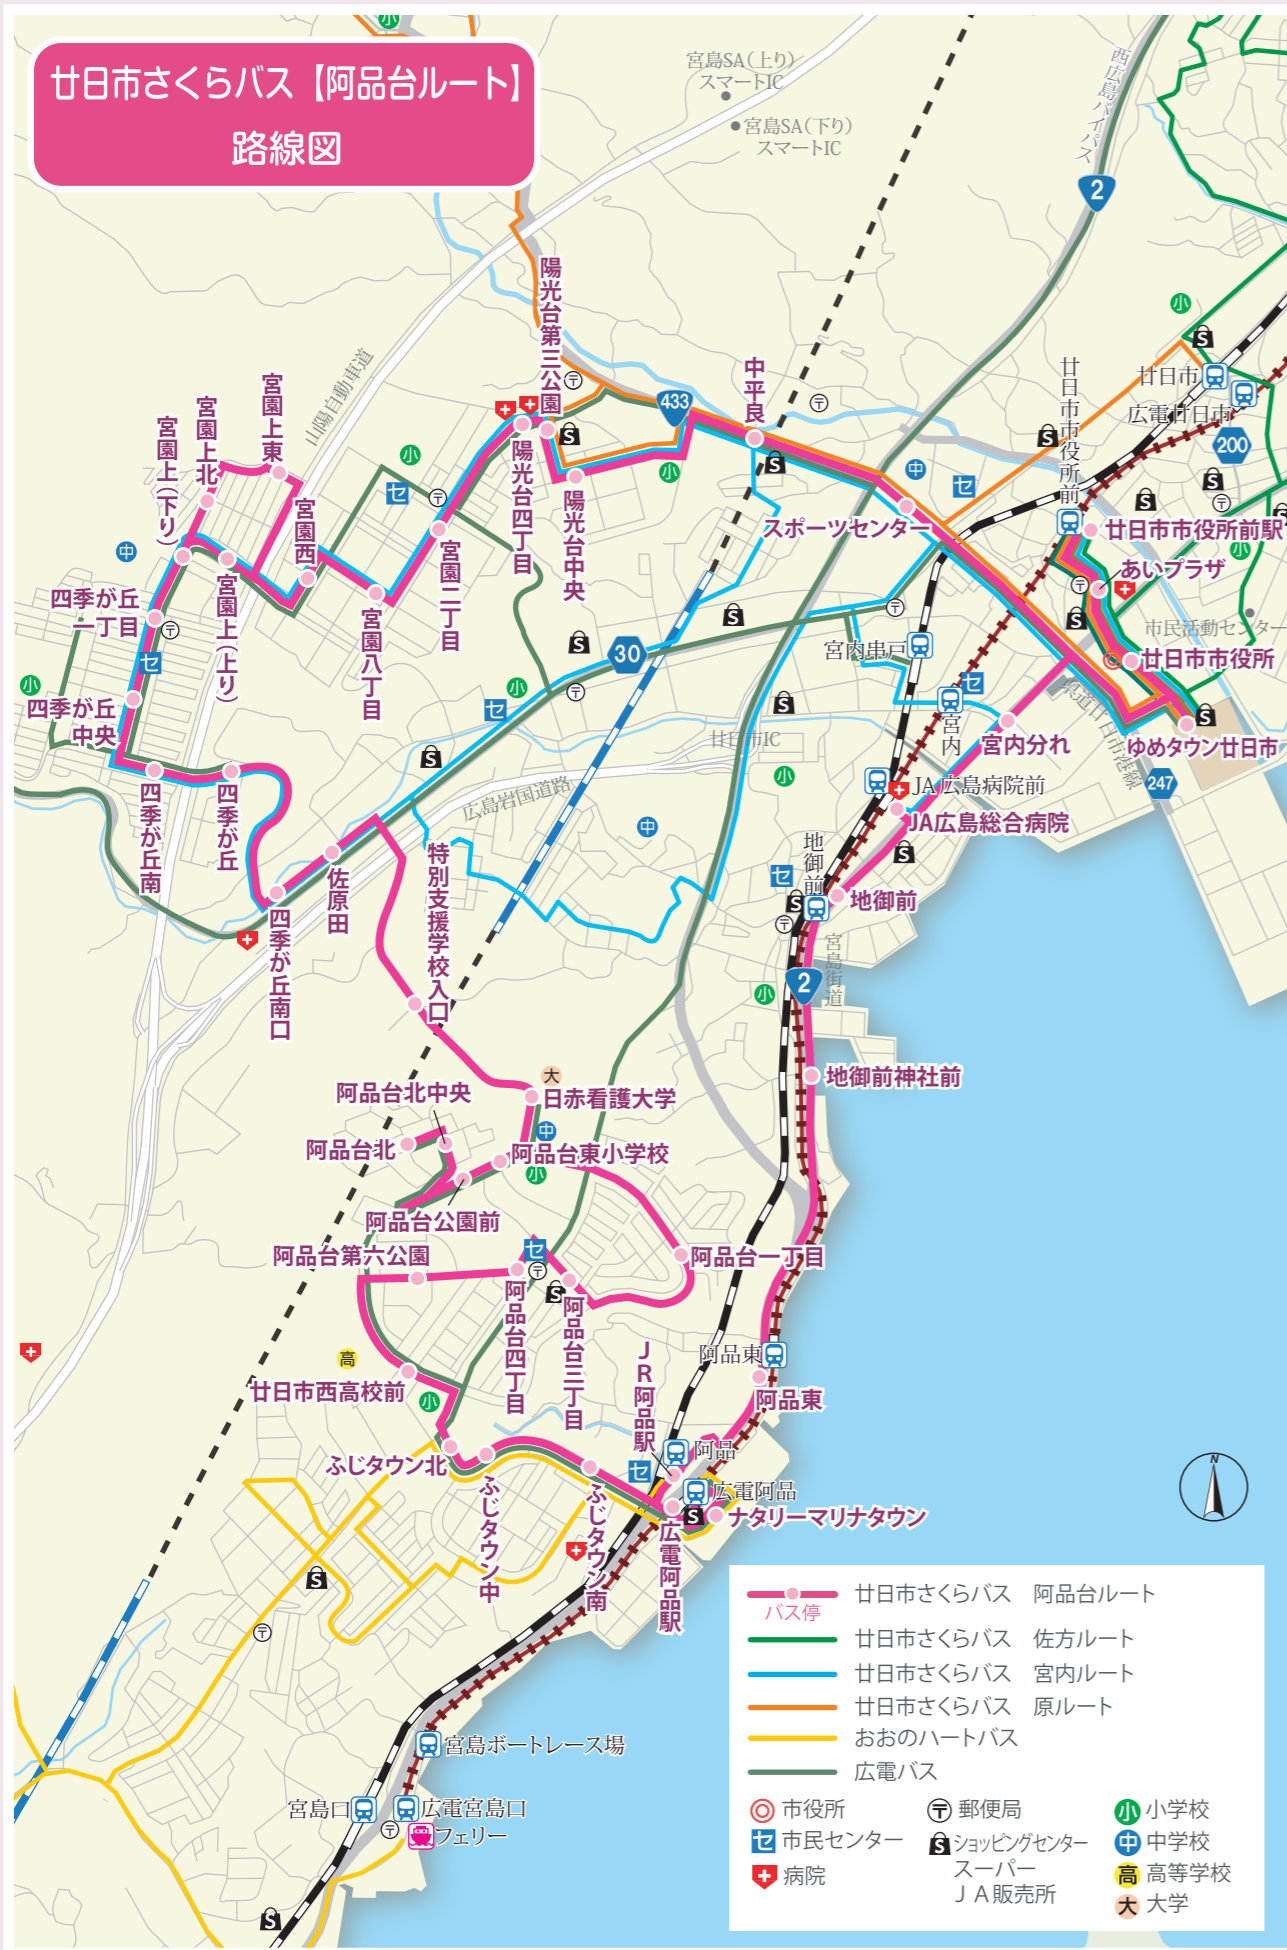 廿日市さくらバス【阿品台ルート】
路線図
小
宮島SA（上り）
スマートIC
宮島SA（下り）
スマートIC
西広島バイパス
2
山陽自動車道
陽光台第三公園
433
中平良
廿日市市役所前
廿日市
広電廿日市
200
宮園上東
宮園上北
宮園上（下り）
宮園西
宮園上（上り）
宮園八丁目
宮園二丁目
陽光台四丁目
陽光台中央
スポーツセンター
廿日市市役所前駅
あいプラザ
市民活動センター
廿日市市役所
ゆめタウン廿日市
県道廿日市港線
247
四季が丘
一丁目
四季が丘
中央
四季が丘南
四季が丘
四季が丘南口
佐原田
特別支援学校入口
30
宮内串戸
宮内
宮内分れ
廿日市IC
広島岩国道路
JA広島病院前
JA広島総合病院
地御前
地御前
宮島街道
2
地御前神社前
日赤看護大学
阿品台北中央
阿品台北
阿品台東小学校
阿品台公園前
阿品台第六公園
阿品台一丁目
阿品台四丁目
阿品台三丁目
廿日市西高校前
ふじタウン北
ふじタウン中
ふじタウン南
JR阿品駅
阿品東
阿品東
阿品
広電阿品
ナタリーマリナタウン
広電阿品駅
N
宮島ボートレース場
宮島口
広電宮島口
フェリー
廿日市さくらバス　阿品台ルート
バス停
廿日市さくらバス　佐方ルート
廿日市さくらバス　宮内ルート
廿日市さくらバス　原ルート
おおのハートバス
広電バス
市役所
〒 郵便局
小 小学校
セ 市民センター
S ショッピングセンター
スーパー
ＪＡ販売所
中 中学校
病院
高 高等学校
大 大学